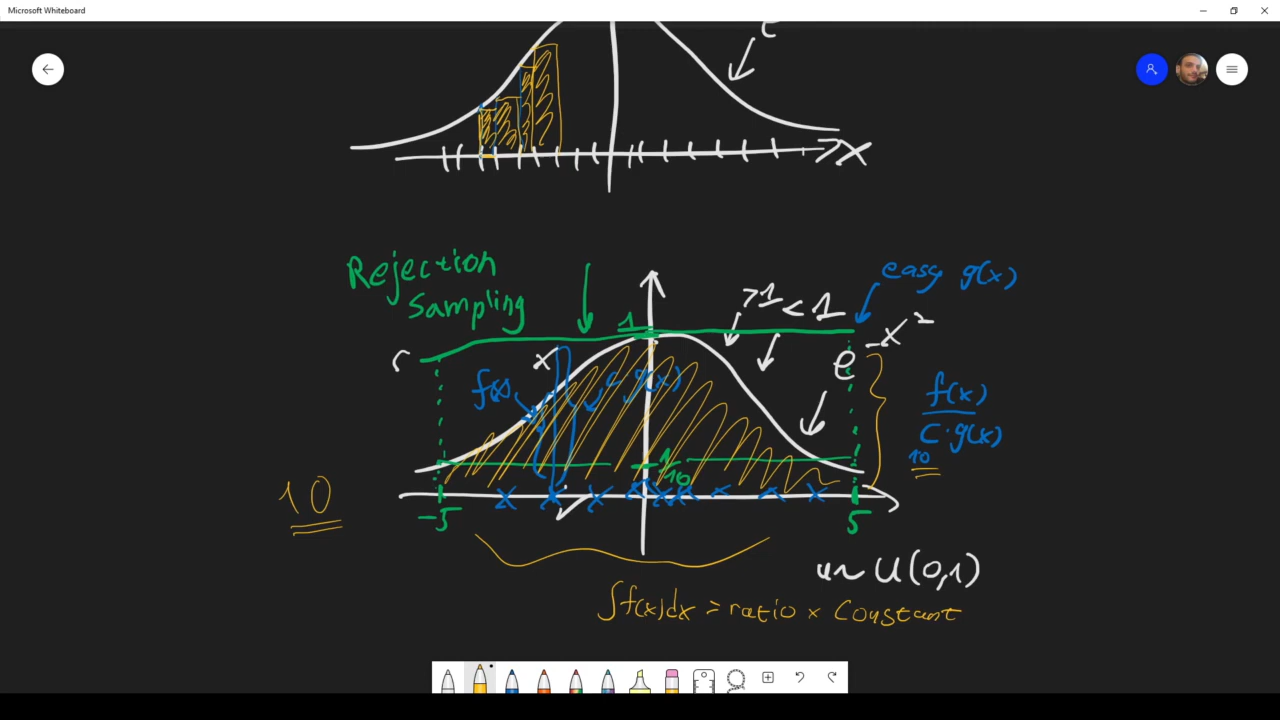 Microsoft Whiteboard
x
Rejection
Sampling
easy g(x)
>1 < 1
1
e^-x^2
x
f(x)
c g(x)
f(x)
C·g(x)
10
1/10
10
-5
5
u~ U(0,1)
∫f(x)dx = ratio × Constant